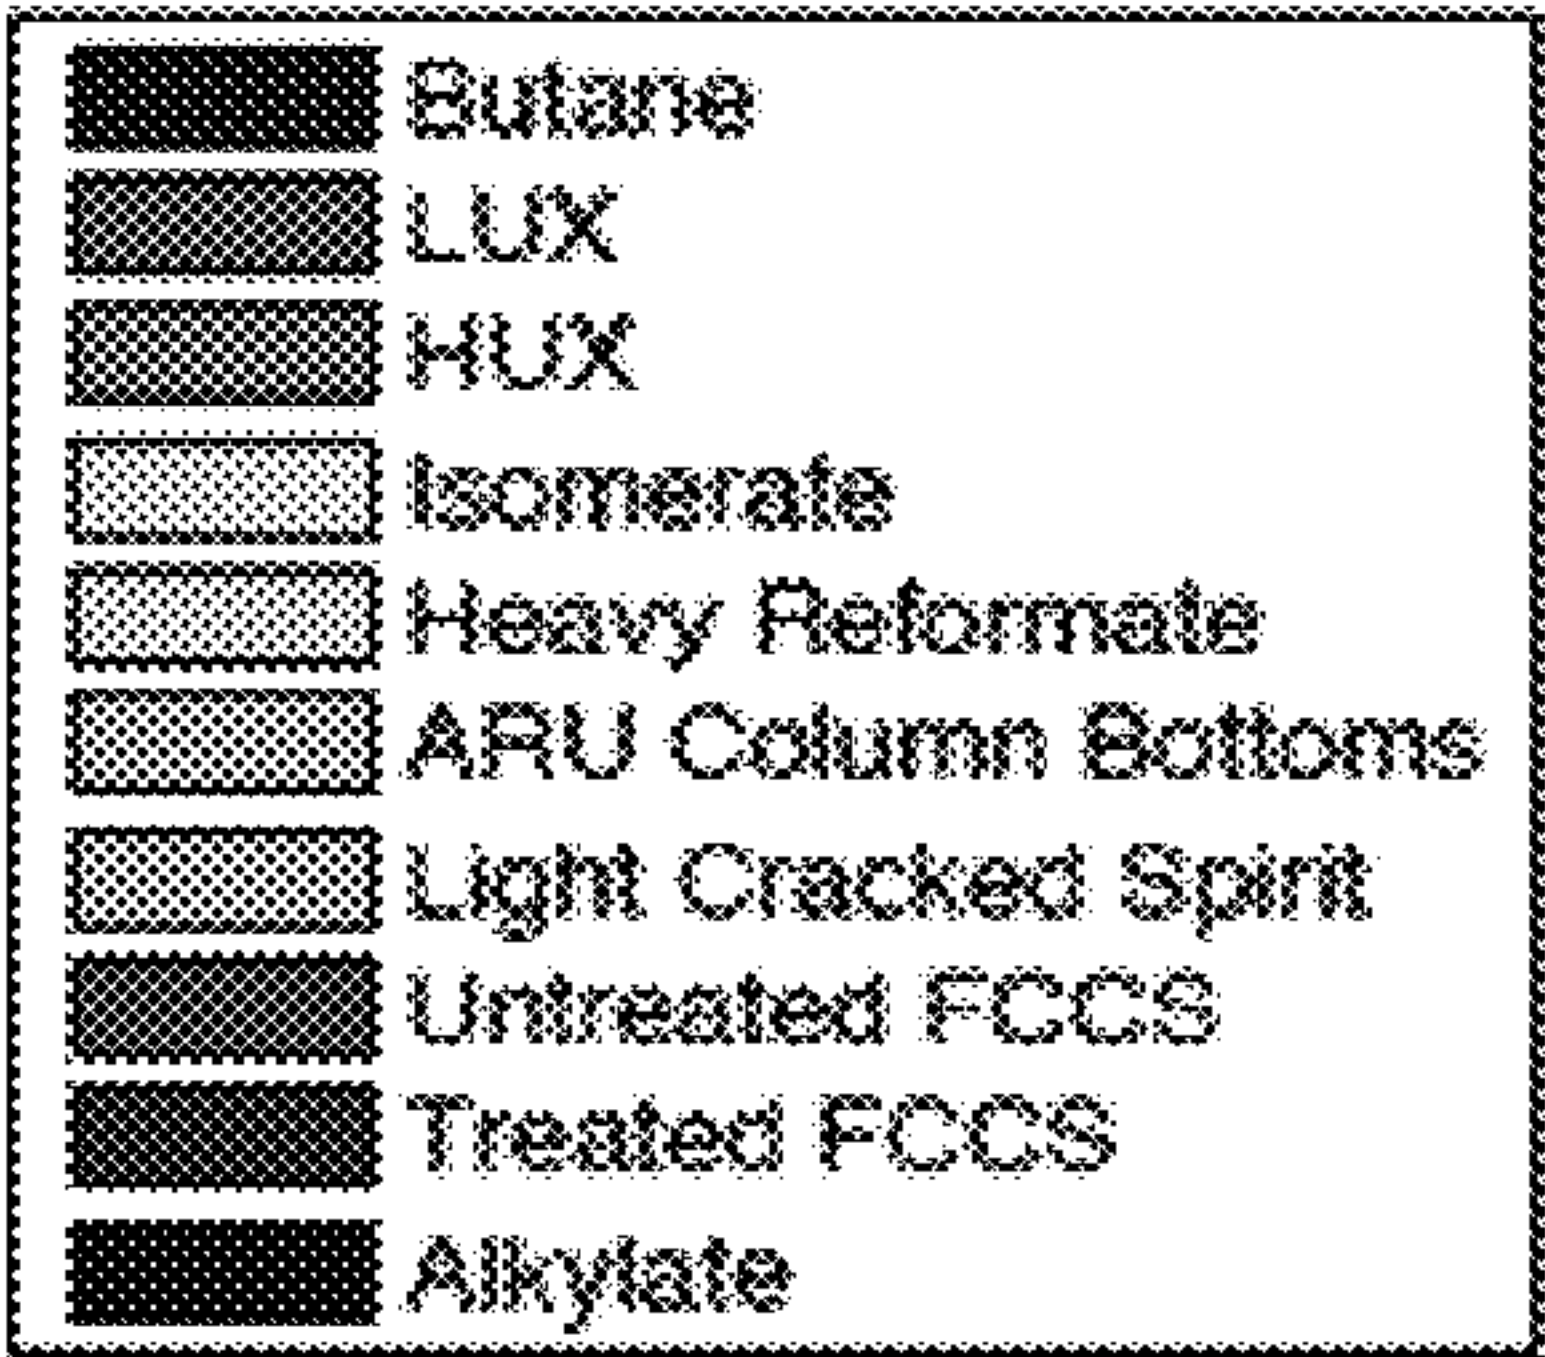 Butane
LUX
HUX
Isomerate
Heavy Reformate
ARU Column Bottoms
Light Cracked Spirit
Untreated FCCS
Treated FCCS
Alkylate